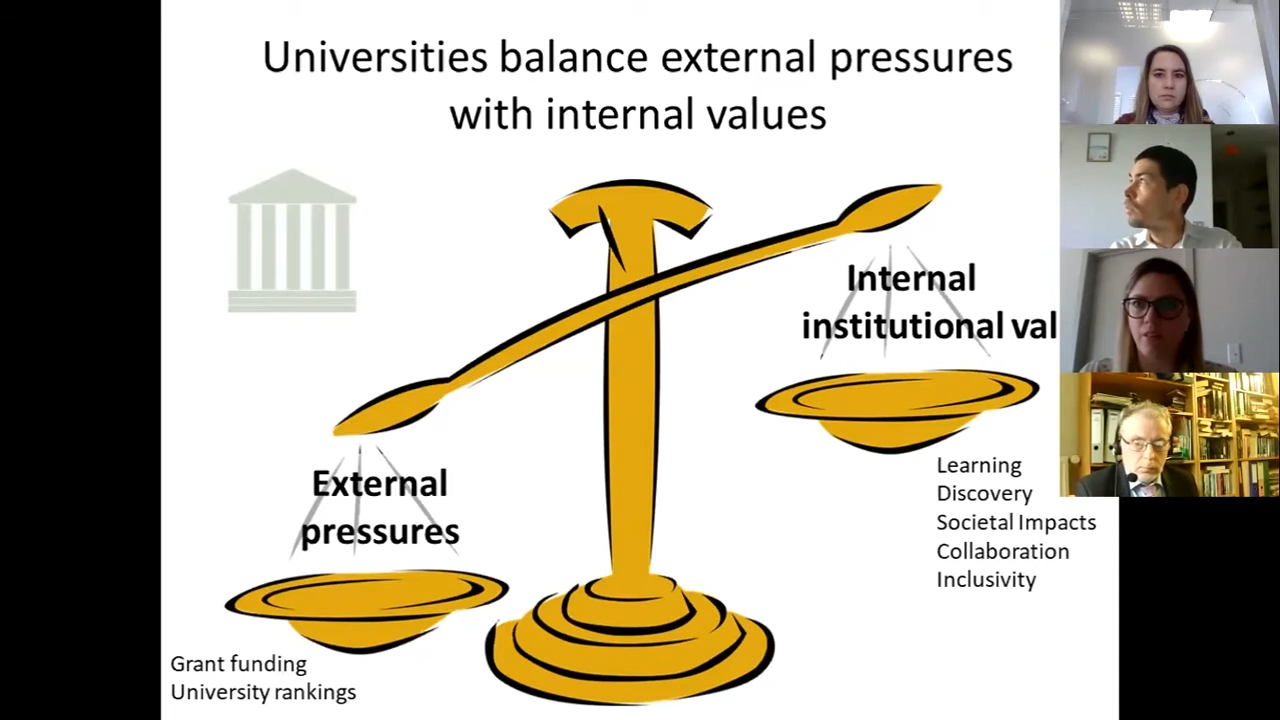 Universities balance external pressures
with internal values
Internal
institutional val
External
pressures
Learning
Discovery
Societal Impacts
Collaboration
Inclusivity
Grant funding
University rankings